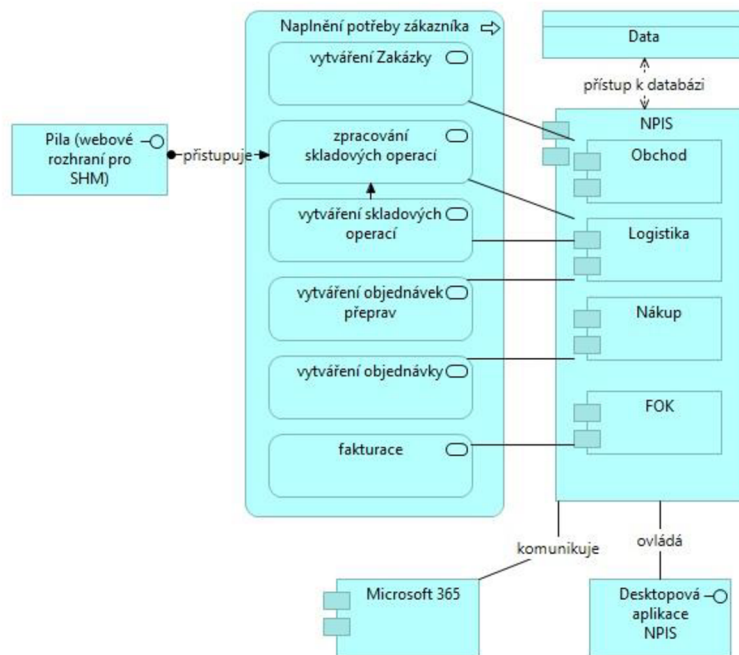 Naplnění potřeby zákazníka
Data
vytváření Zakázky
přístup k databázi
NPIS
Pila (webové
rozhraní pro
SHM)
přistupuje
zpracování
skladových operací
Obchod
vytváření skladových
operací
Logistika
vytváření objednávek
přeprav
Nákup
vytváření objednávky
FOK
fakturace
komunikuje
ovládá
Microsoft 365
Desktopová
aplikace
NPIS